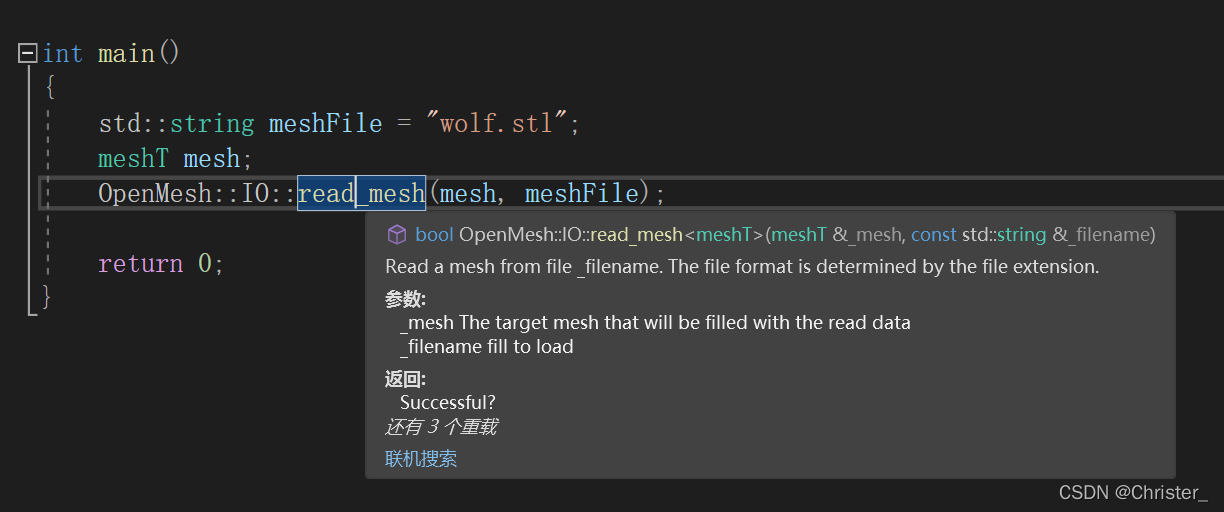 int main()
{
std::string meshFile = "wolf.stl";
meshT mesh;
OpenMesh::IO::read_mesh(mesh, meshFile);
bool OpenMesh::IO::read_mesh<meshT>(meshT &_mesh, const std::string &_filename)
Read a mesh from file _filename. The file format is determined by the file extension.
参数:
_mesh The target mesh that will be filled with the read data
_filename fill to load
返回:
Successful?
还有 3 个重载
联机搜索
return 0;
}
CSDN @Christer_